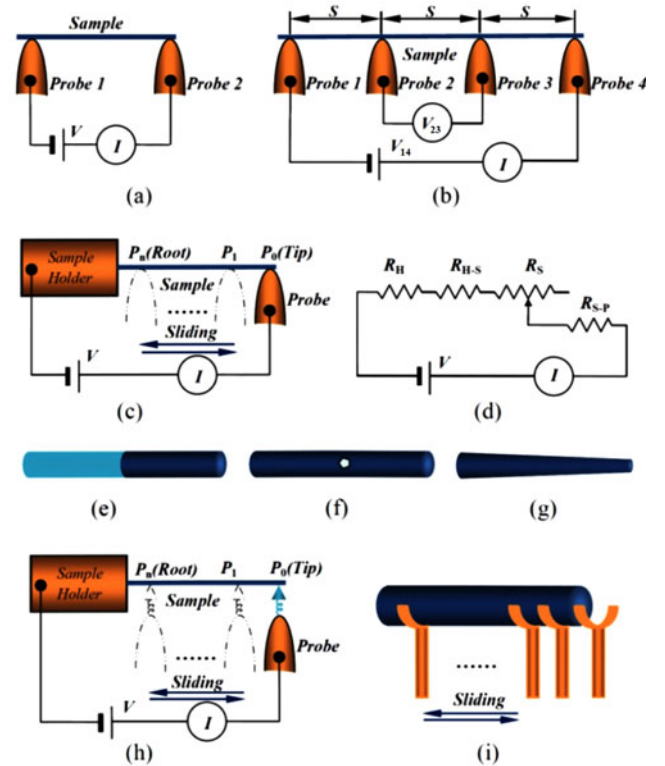 Sample
Probe 1 Probe 2
V I
(a)
S S S
Sample
Probe 1 Probe 2 Probe 3 Probe 4
V23
V14 I
(b)
Sample Holder
Pn(Root) P1 P0(Tip)
Sample
Probe
......
Sliding
V I
(c)
RH RH-S RS
RS-P
V I
(d)
(e) (f) (g)
Sample Holder
Pn(Root) P1 P0(Tip)
Sample
Probe
......
Sliding
V I
(h)
......
Sliding
(i)